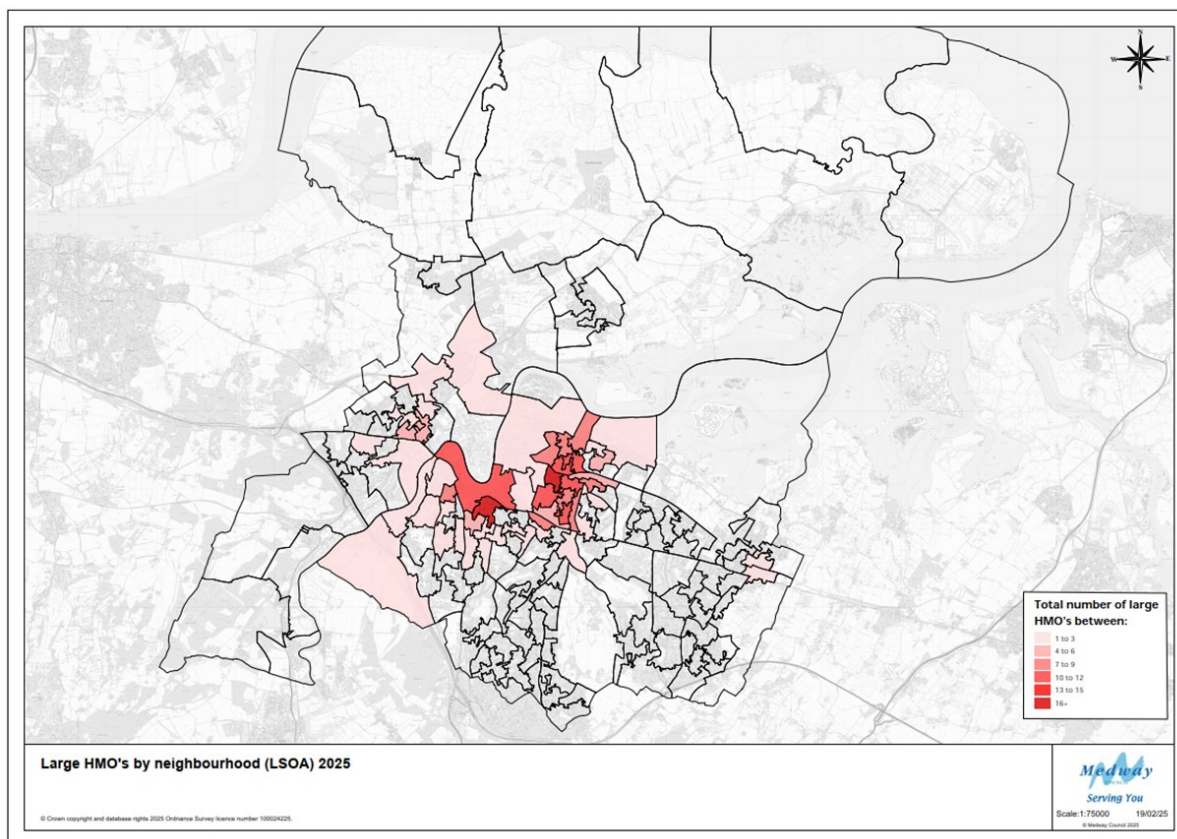 N
W
E
S
Total number of large
HMO's between:
1 to 3
4 to 6
7 to 9
10 to 12
13 to 15
16+
Large HMO's by neighbourhood (LSOA) 2025
© Crown copyright and database rights 2025 Ordnance Survey licence number 100024225.
Medway
COUNCIL
Serving You
Scale:1:75000 19/02/25
© Medway Council 2025